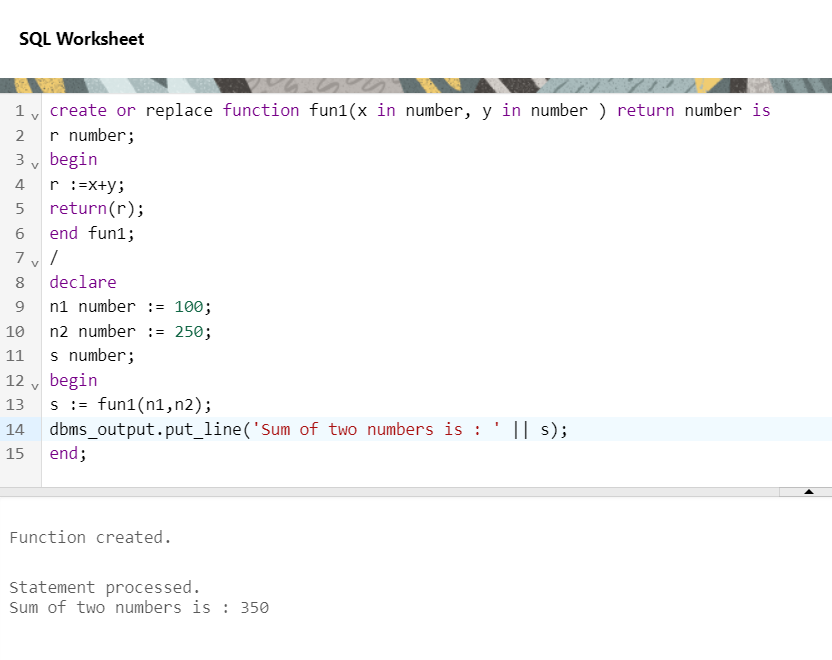 SQL Worksheet
1 create or replace function fun1(x in number, y in number ) return number is
2 r number;
3 begin
4 r :=x+y;
5 return(r);
6 end fun1;
7 /
8 declare
9 n1 number := 100;
10 n2 number := 250;
11 s number;
12 begin
13 s := fun1(n1,n2);
14 dbms_output.put_line('Sum of two numbers is : ' || s);
15 end;
Function created.
Statement processed.
Sum of two numbers is : 350